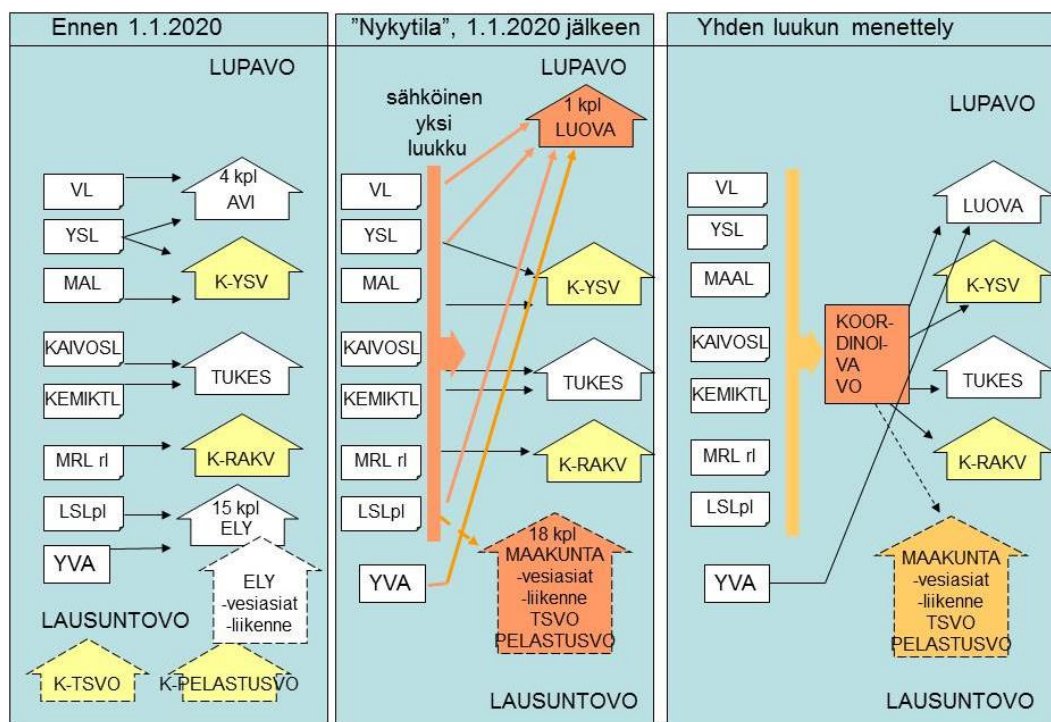 Ennen 1.1.2020
LUPAVO
VL
YSL
MAL
KAIVOSL
KEMIKTL
MRL rl
LSLpl
YVA
4 kpl
AVI
K-YSV
TUKES
K-RAKV
15 kpl
ELY
ELY
-vesiasiat
-liikenne
LAUSUNTOVO
K-TSVO
K-PELASTUSVO
"Nykytila", 1.1.2020 jälkeen
LUPAVO
sähköinen
yksi
luukku
VL
YSL
MAL
KAIVOSL
KEMIKTL
MRL rl
LSLpl
YVA
1 kpl
LUOVA
K-YSV
TUKES
K-RAKV
18 kpl
MAAKUNTA
-vesiasiat
-liikenne
TSVO
PELASTUSVO
LAUSUNTOVO
Yhden luukun menettely
LUPAVO
VL
YSL
MAAL
KAIVOSL
KEMIKTL
MRL rl
LSLpl
YVA
KOOR-
DINOI-
VA
VO
LUOVA
K-YSV
TUKES
K-RAKV
MAAKUNTA
-vesiasiat
-liikenne
TSVO
PELASTUSVO
LAUSUNTOVO